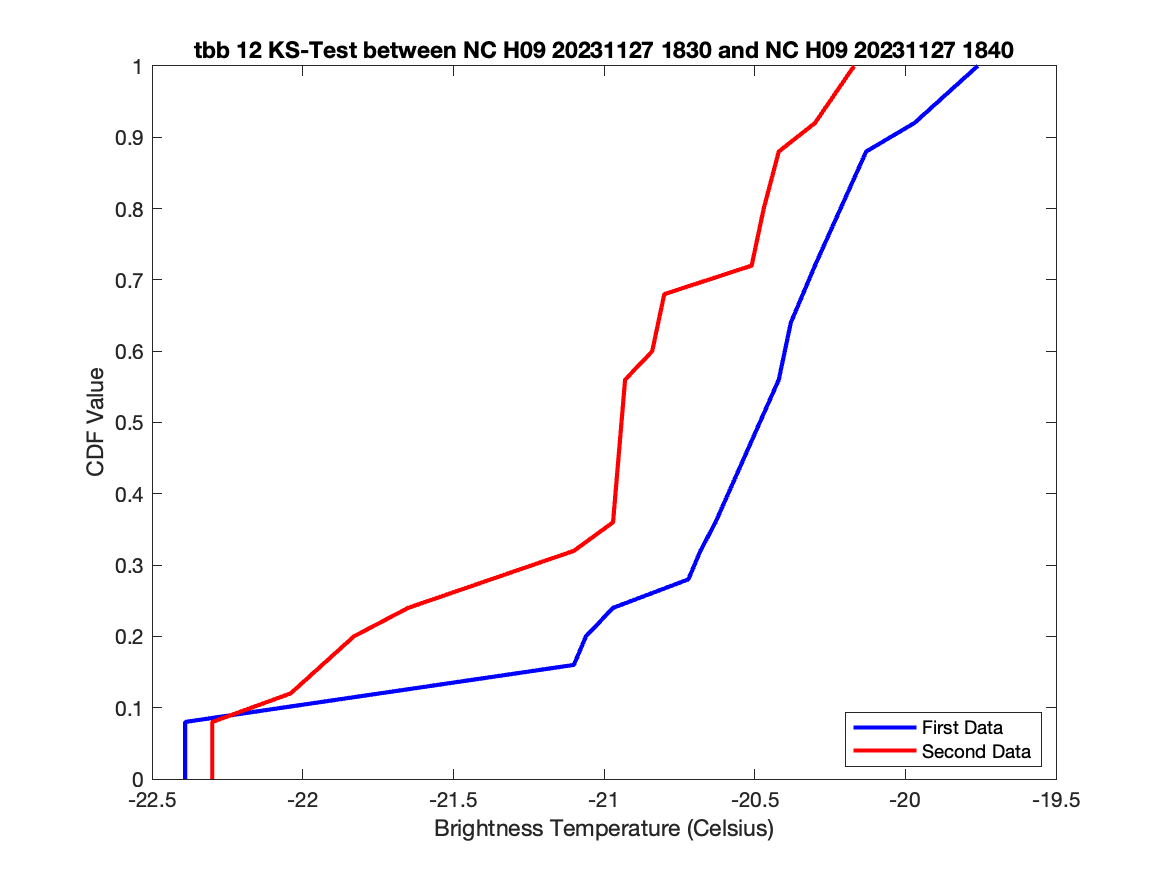 tbb 12 KS-Test between NC H09 20231127 1830 and NC H09 20231127 1840
1
0.9
0.8
0.7
0.6
0.5
0.4
0.3
0.2
0.1
0
CDF Value
First Data
Second Data
-22.5 -22 -21.5 -21 -20.5 -20 -19.5
Brightness Temperature (Celsius)